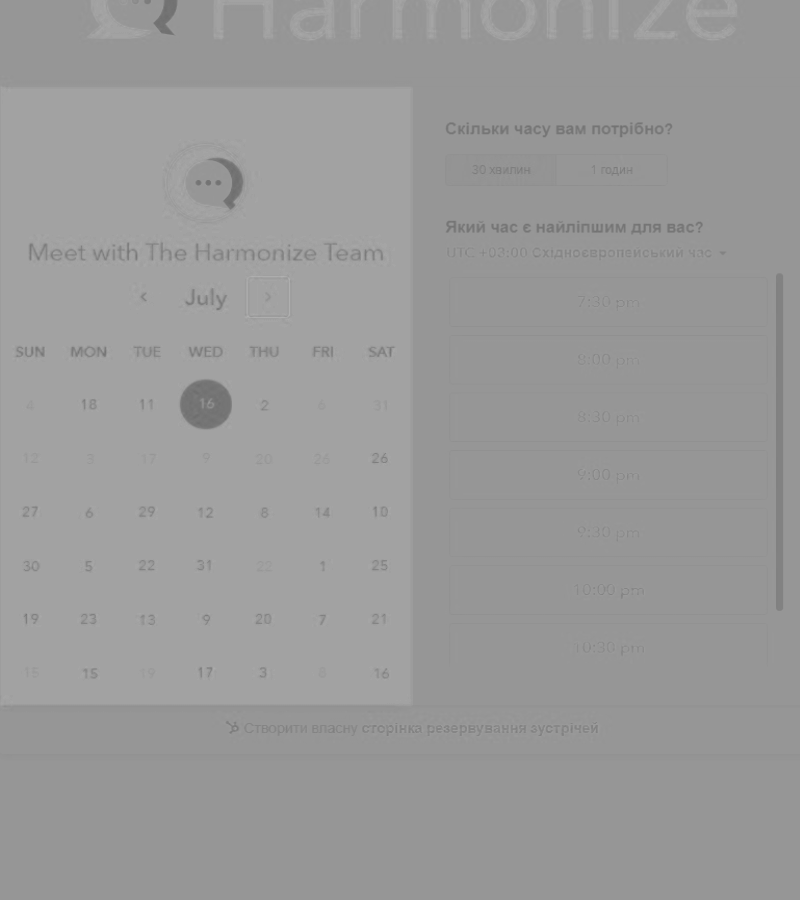 Harmonize
Meet with The Harmonize Team
July
SUN MON TUE WED THU FRI SAT
4 18 11 16 2 6 31
12 3 17 9 20 26 26
27 6 29 12 8 14 10
30 5 22 31 22 1 25
19 23 13 9 20 7 21
15 15 19 17 3 5 16
Скільки часу вам потрібно?
30 хвилин 1 годин
Який час є найліпшим для вас?
UTC +03:00 Східноєвропейський час
7:30 pm
8:00 pm
8:30 pm
9:00 pm
9:30 pm
10:00 pm
10:30 pm
Створити власну сторінка резервування зустрічей